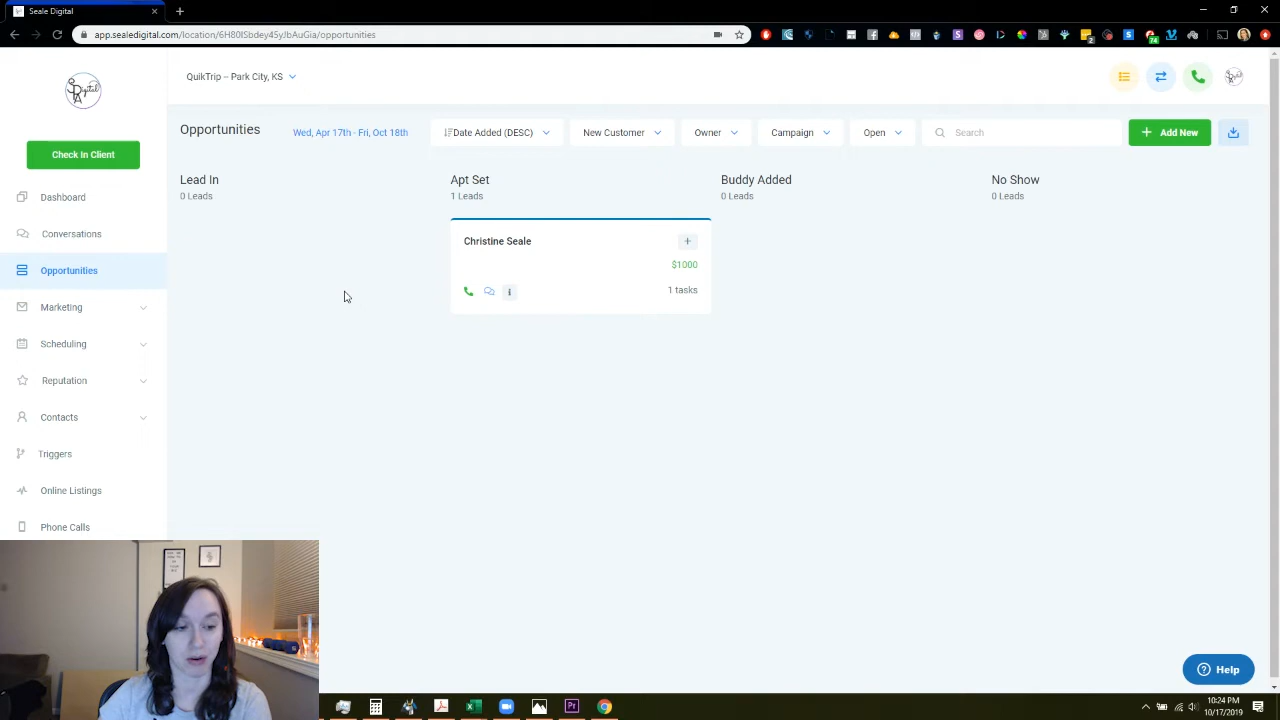 Seale Digital
app.sealedigital.com/location/6H80ISbdey45yJbAuGia/opportunities
QuikTrip – Park City, KS
Check In Client
Dashboard
Conversations
Opportunities
Marketing
Scheduling
Reputation
Contacts
Triggers
Online Listings
Phone Calls
Opportunities
Wed, Apr 17th - Fri, Oct 18th
Date Added (DESC)
New Customer
Owner
Campaign
Open
Search
+ Add New
Lead In
0 Leads
Apt Set
1 Leads
Buddy Added
0 Leads
No Show
0 Leads
Christine Seale
+
$1000
1 tasks
Help
10:24 PM
10/17/2019